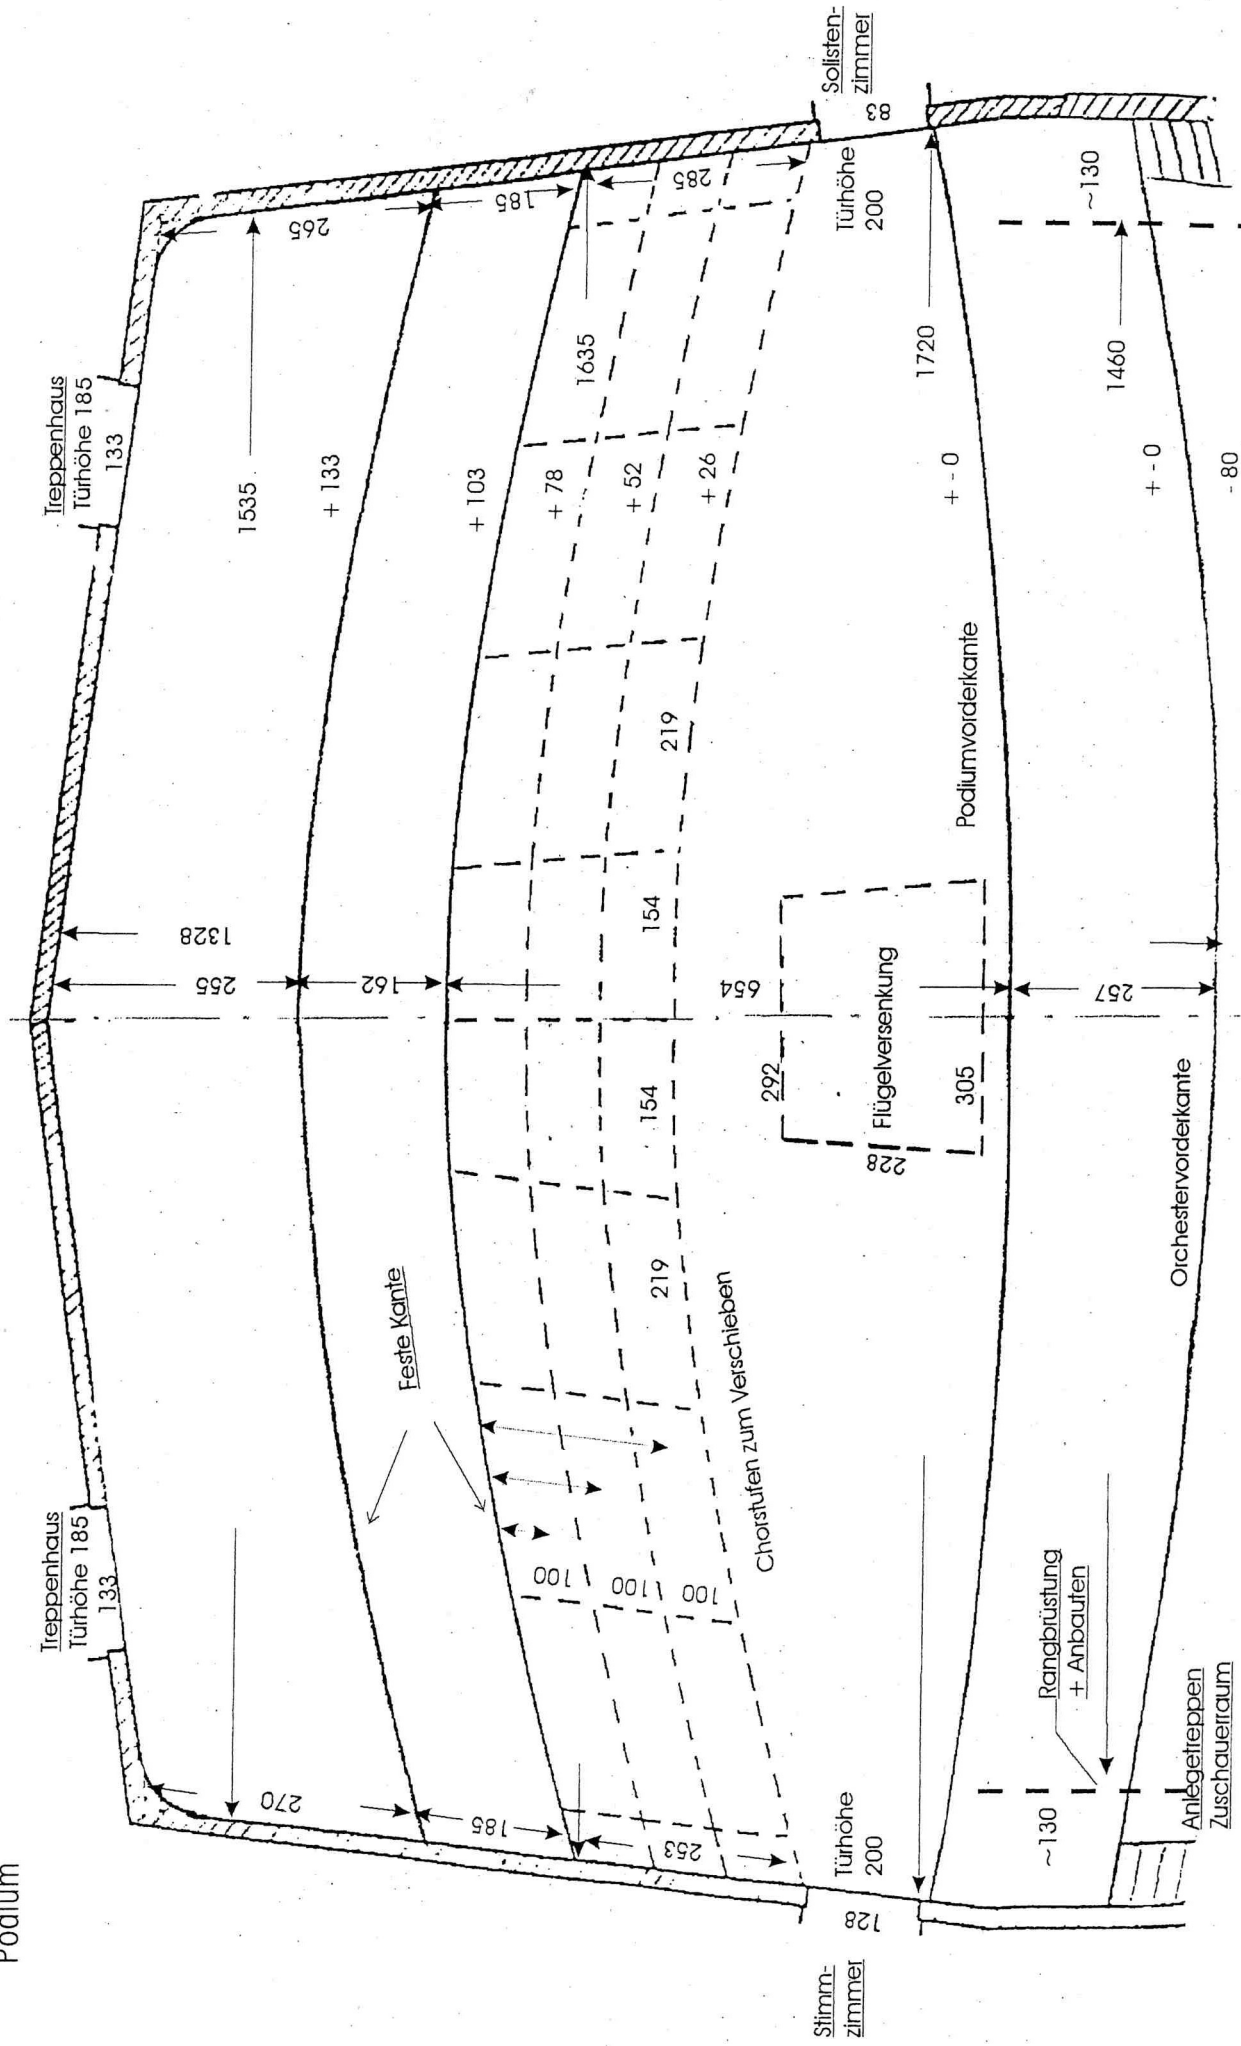 Podium
Treppenhaus
Türhöhe 185
133
Treppenhaus
Türhöhe 185
133
270
255
1328
265
1535
+ 133
185
162
185
+ 103
Feste Kante
1635
253
285
100
100
100
+ 78
+ 52
+ 26
219
154
154
219
Chorstufen zum Verschieben
654
Stimm-
zimmer
128
Türhöhe
200
Solisten-
zimmer
83
Türhöhe
200
292
228
Flügelversenkung
305
Podiumvorderkante
+ - 0
1720
257
Rangbrüstung
+ Anbauten
~130
~130
1460
Orchestervorderkante
+ - 0
- 80
Anlegetreppen
Zuschauerraum